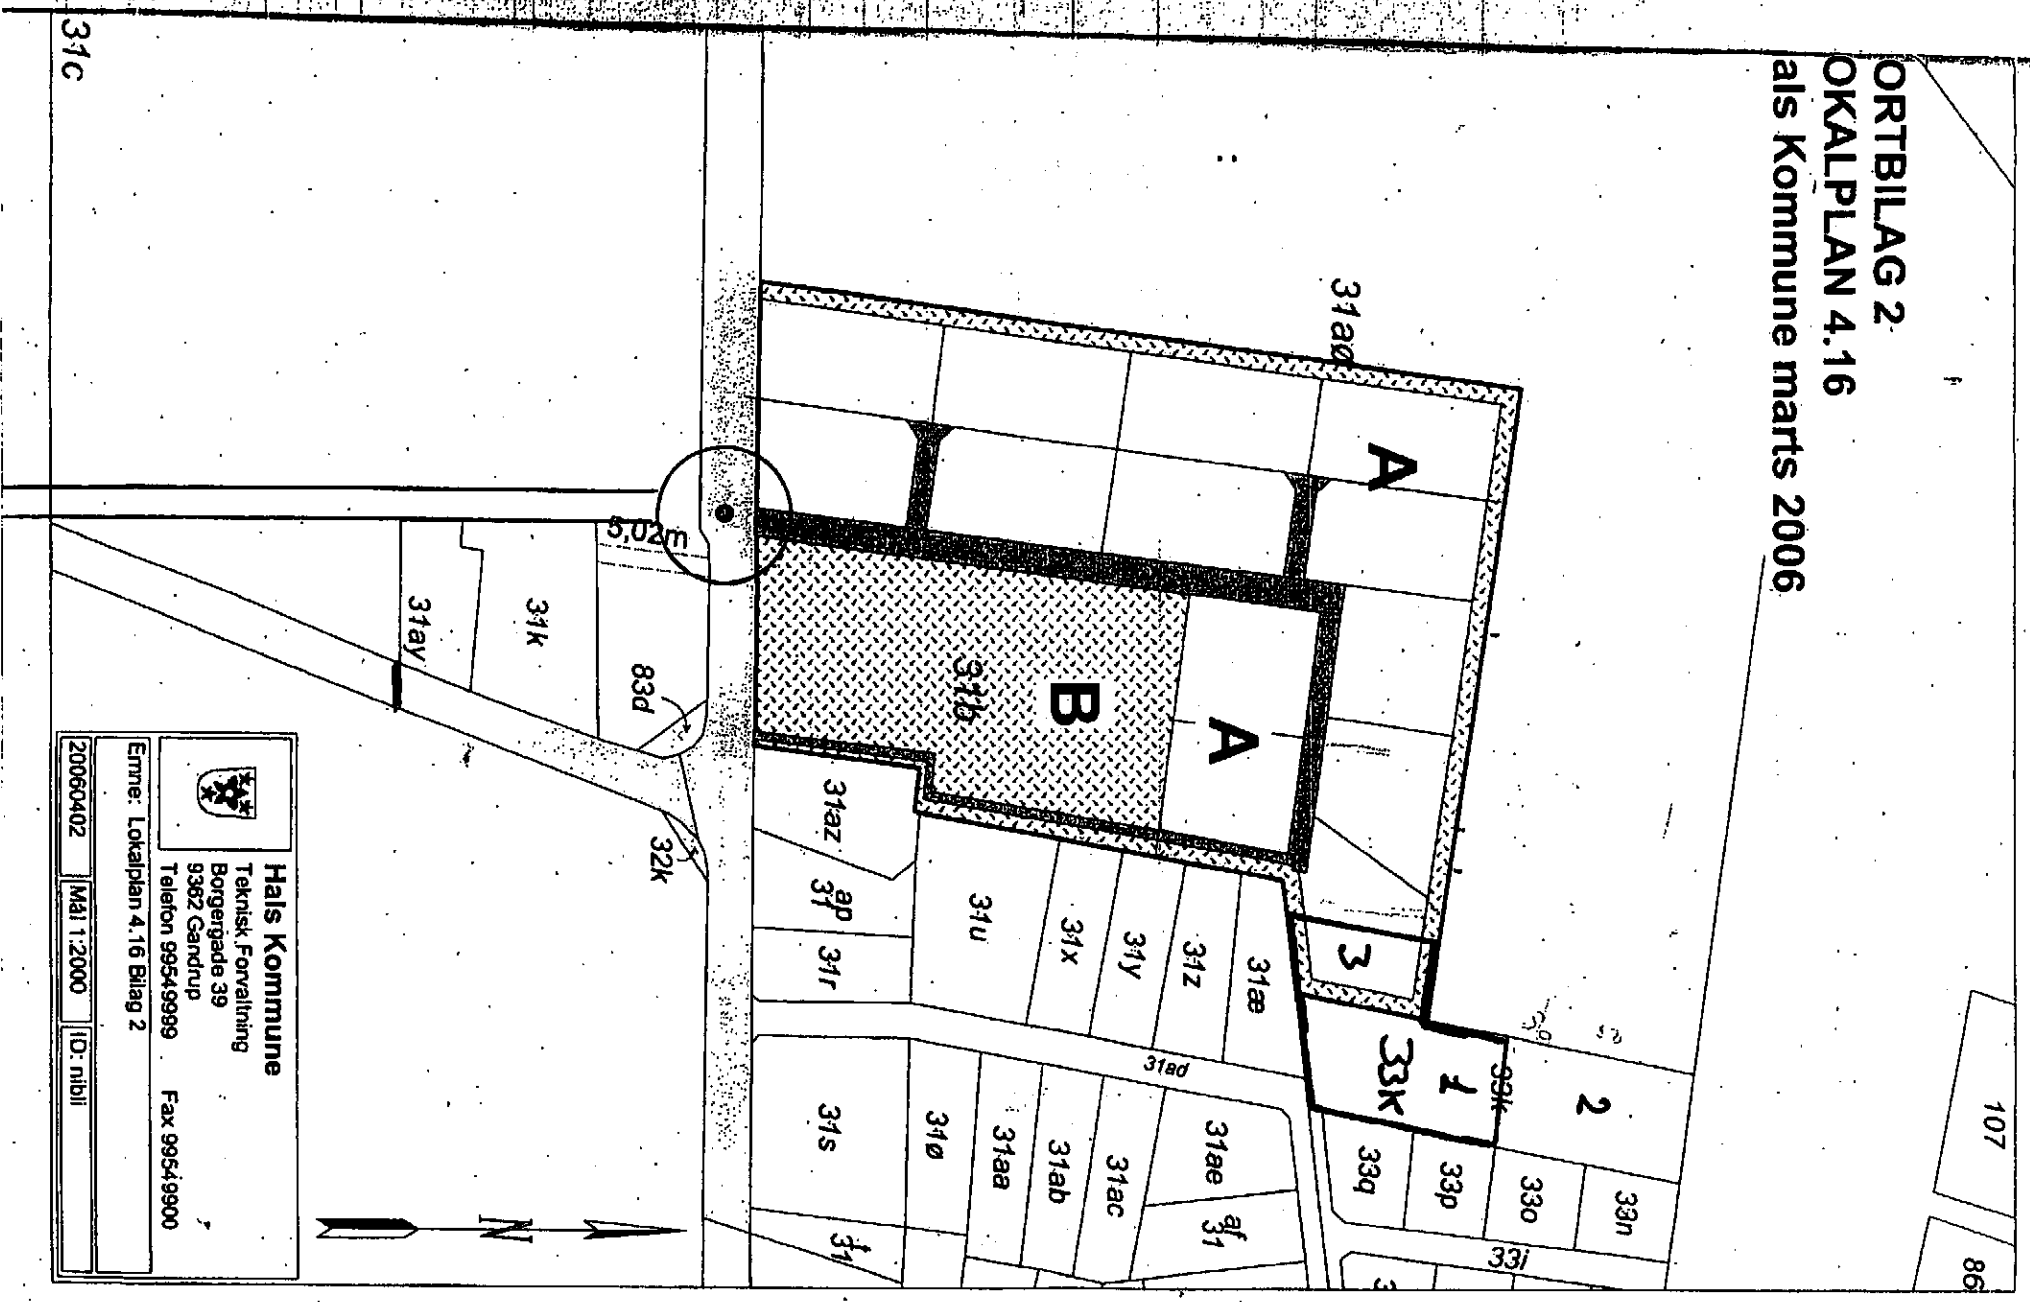 ORTBILAG 2
OKALPLAN 4.16
als Kommune marts 2006
107
86
33n
33o
33p
33q
33i
2
33k
1
33k
3
31aø
A
A
B
31b
31æ
31z
31y
31x
31u
31az
ap
31
31r
31ad
31ae
af
31
31ac
31ab
31aa
31ø
31s
31
5,02m
83d
31k
31ay
32k
31c
N
Hals Kommune
Teknisk Forvaltning
Borgergade 39
9362 Gandrup
Telefon 99549999 Fax 99549900
Emne: Lokalplan 4.16 Bilag 2
20060402 Mål 1:2000 ID: nibli